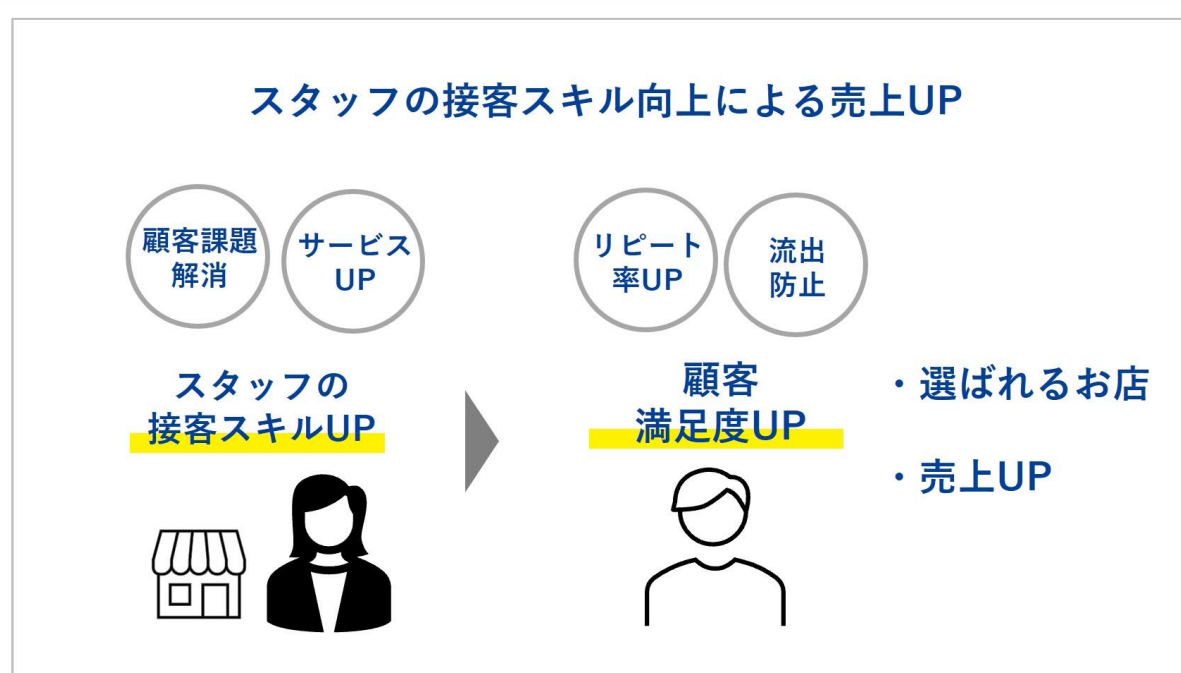 スタッフの接客スキル向上による売上UP
顧客課題
解消
サービス
UP
リピート
率UP
流出
防止
スタッフの
接客スキルUP
顧客
満足度UP
・選ばれるお店
・売上UP